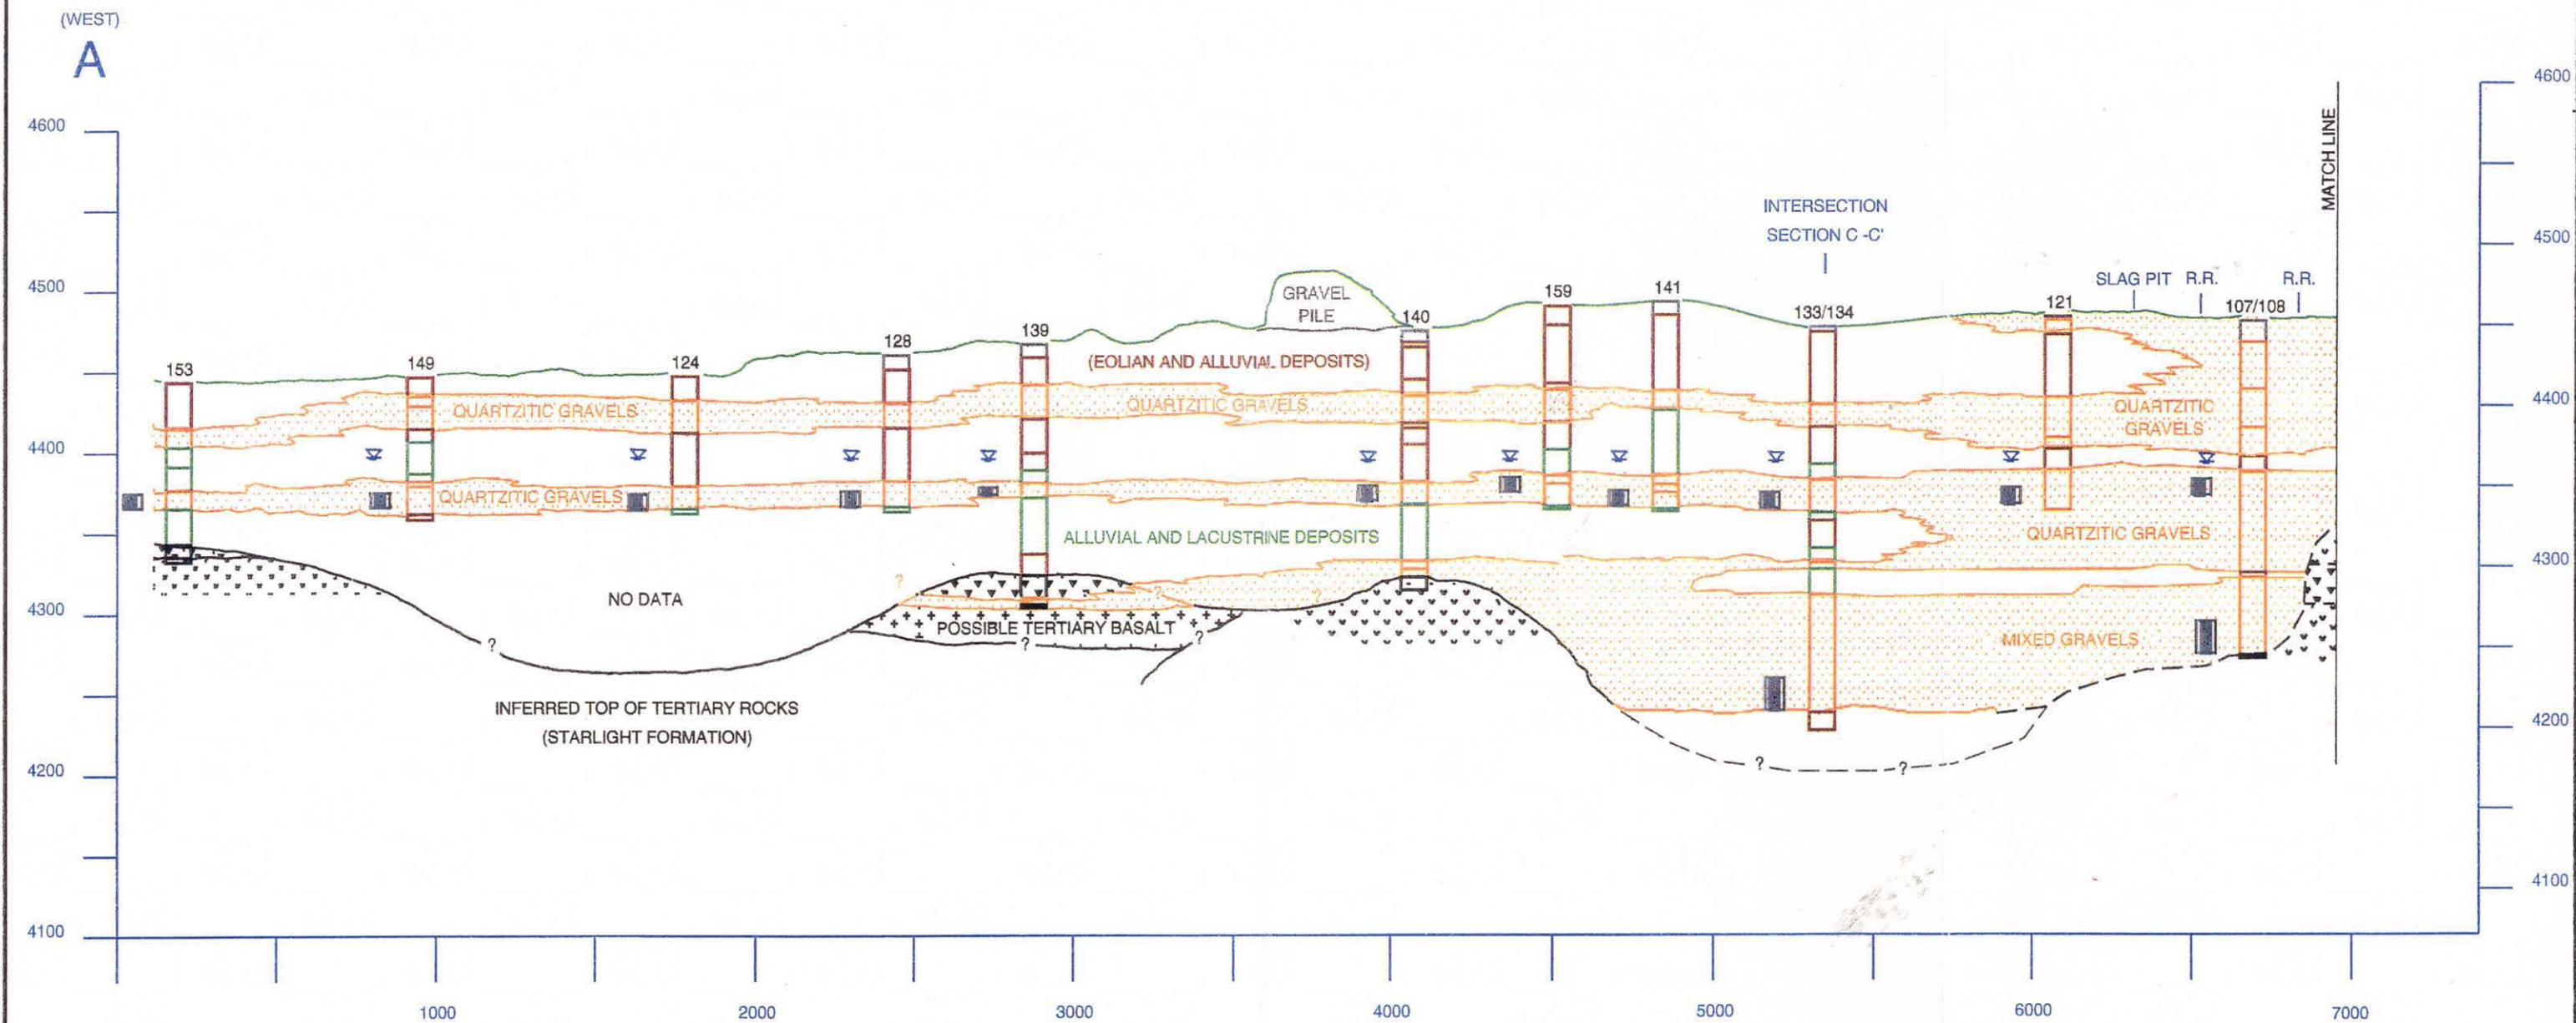 (WEST)
A
4600
4500
4400
4300
4200
4100
4600
4500
4400
4300
4200
4100
MATCH LINE
INTERSECTION
SECTION C -C'
SLAG PIT
R.R.
R.R.
GRAVEL
PILE
153
149
124
128
139
140
159
141
133/134
121
107/108
(EOLIAN AND ALLUVIAL DEPOSITS)
QUARTZITIC GRAVELS
QUARTZITIC GRAVELS
QUARTZITIC
GRAVELS
QUARTZITIC GRAVELS
QUARTZITIC GRAVELS
ALLUVIAL AND LACUSTRINE DEPOSITS
?
?
?
NO DATA
POSSIBLE TERTIARY BASALT
?
?
?
MIXED GRAVELS
INFERRED TOP OF TERTIARY ROCKS
(STARLIGHT FORMATION)
?
?
1000
2000
3000
4000
5000
6000
7000